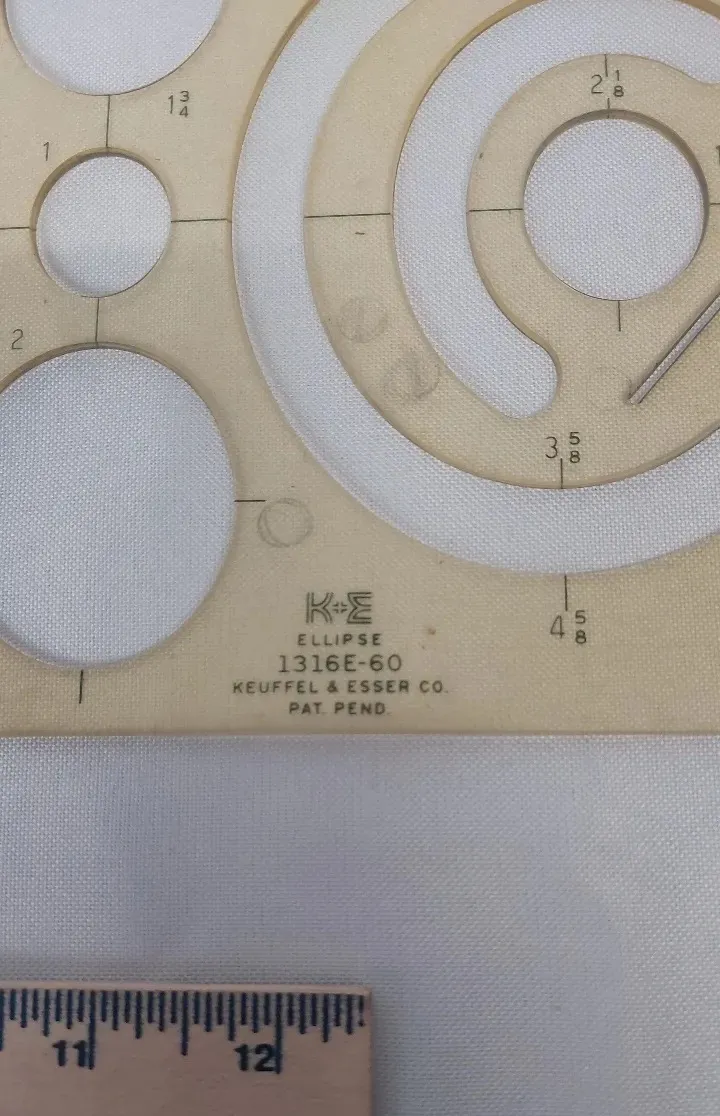 1 3/4
2 1/8
1
2
3 5/8
4 5/8
K+E
ELLIPSE
1316E-60
KEUFFEL & ESSER CO.
PAT. PEND.
11 12